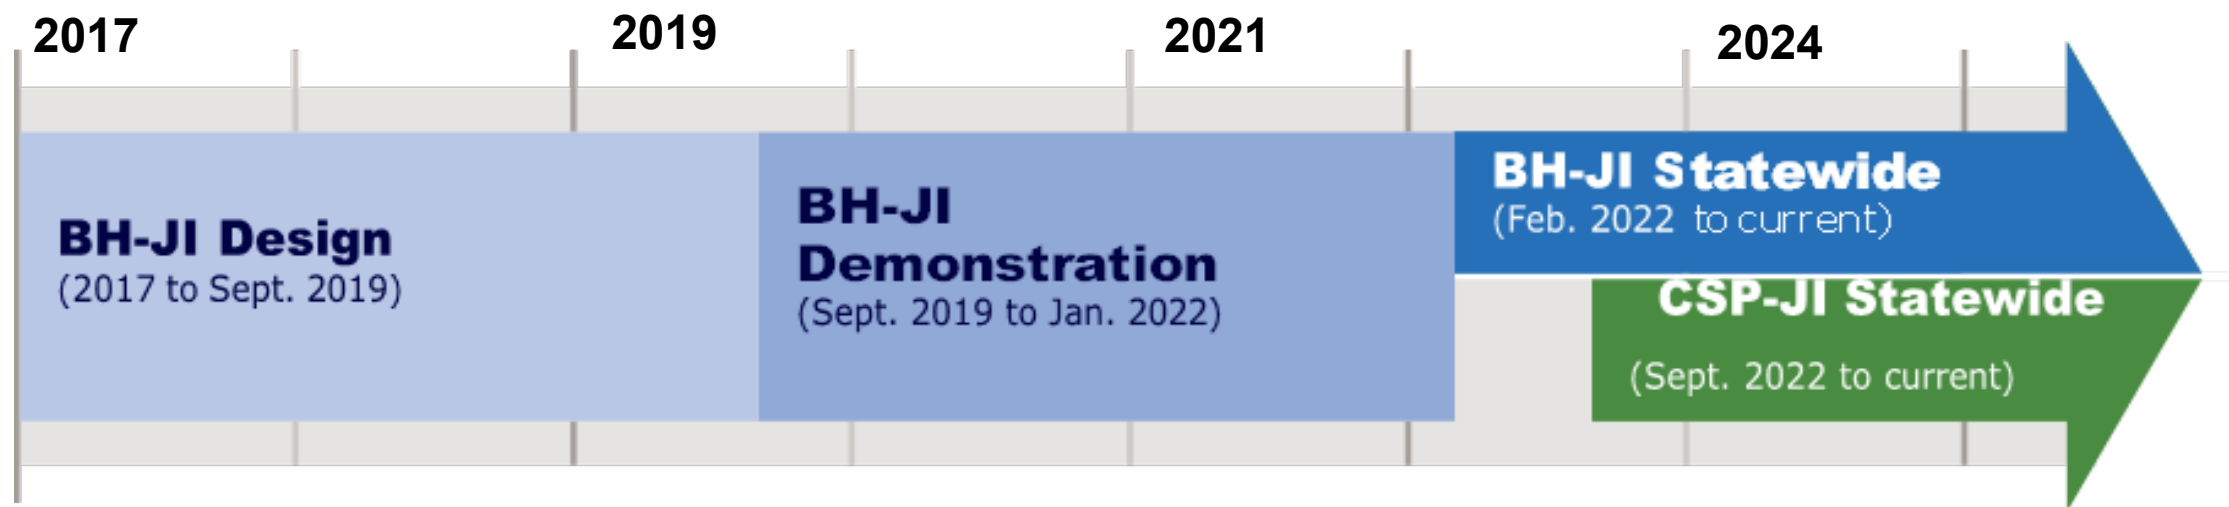 2017
2019
2021
2024
BH-JI Design
(2017 to Sept. 2019)
BH-JI
Demonstration
(Sept. 2019 to Jan. 2022)
BH-JI Statewide
(Feb. 2022 to current)
CSP-JI Statewide
(Sept. 2022 to current)